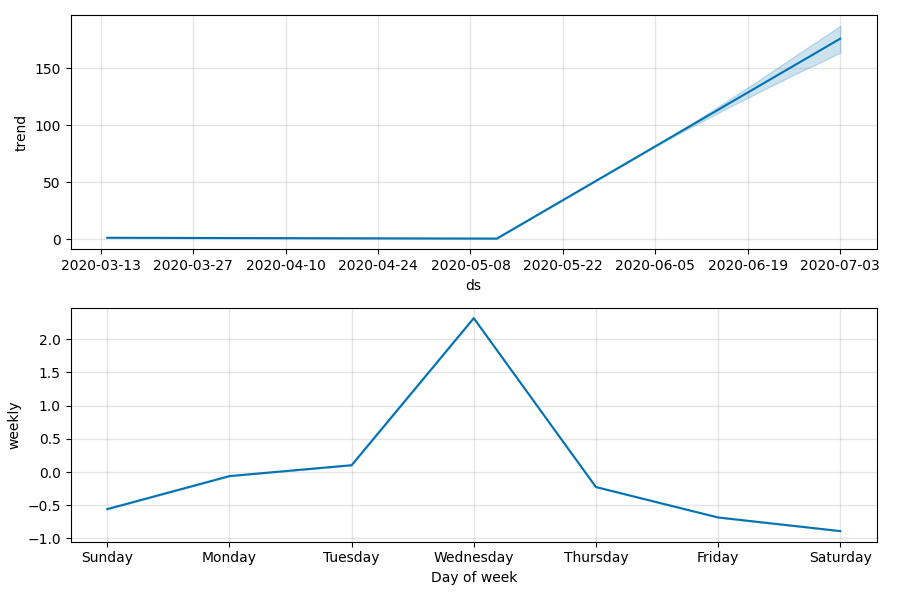 150
100
50
0
trend
2020-03-13 2020-03-27 2020-04-10 2020-04-24 2020-05-08 2020-05-22 2020-06-05 2020-06-19 2020-07-03
ds
2.0
1.5
1.0
0.5
0.0
−0.5
−1.0
weekly
Sunday Monday Tuesday Wednesday Thursday Friday Saturday
Day of week